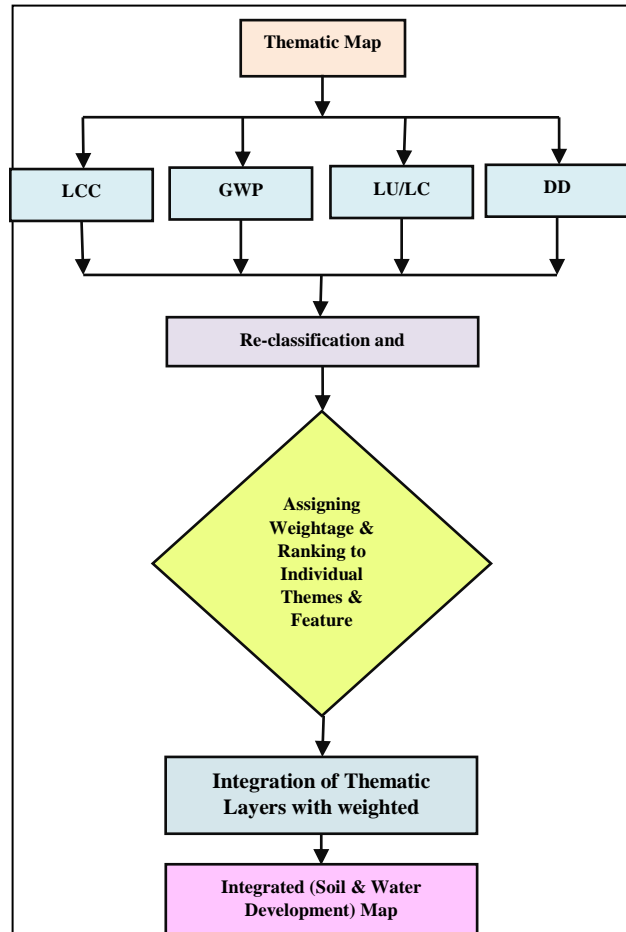 Thematic Map
LCC
GWP
LU/LC
DD
Re-classification and
Assigning
Weightage &
Ranking to
Individual
Themes &
Feature
Integration of Thematic
Layers with weighted
Integrated (Soil & Water
Development) Map